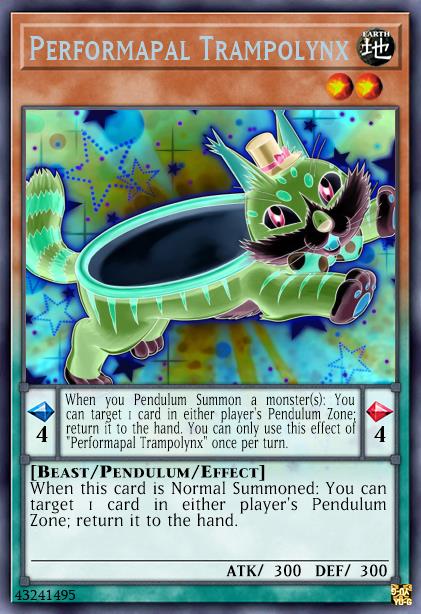 Performapal Trampolynx
EARTH
地
When you Pendulum Summon a monster(s): You
can target 1 card in either player's Pendulum Zone;
return it to the hand. You can only use this effect of
"Performapal Trampolynx" once per turn.
4
4
[Beast/Pendulum/Effect]
When this card is Normal Summoned: You can
target 1 card in either player's Pendulum
Zone; return it to the hand.
ATK/ 300 DEF/ 300
43241495